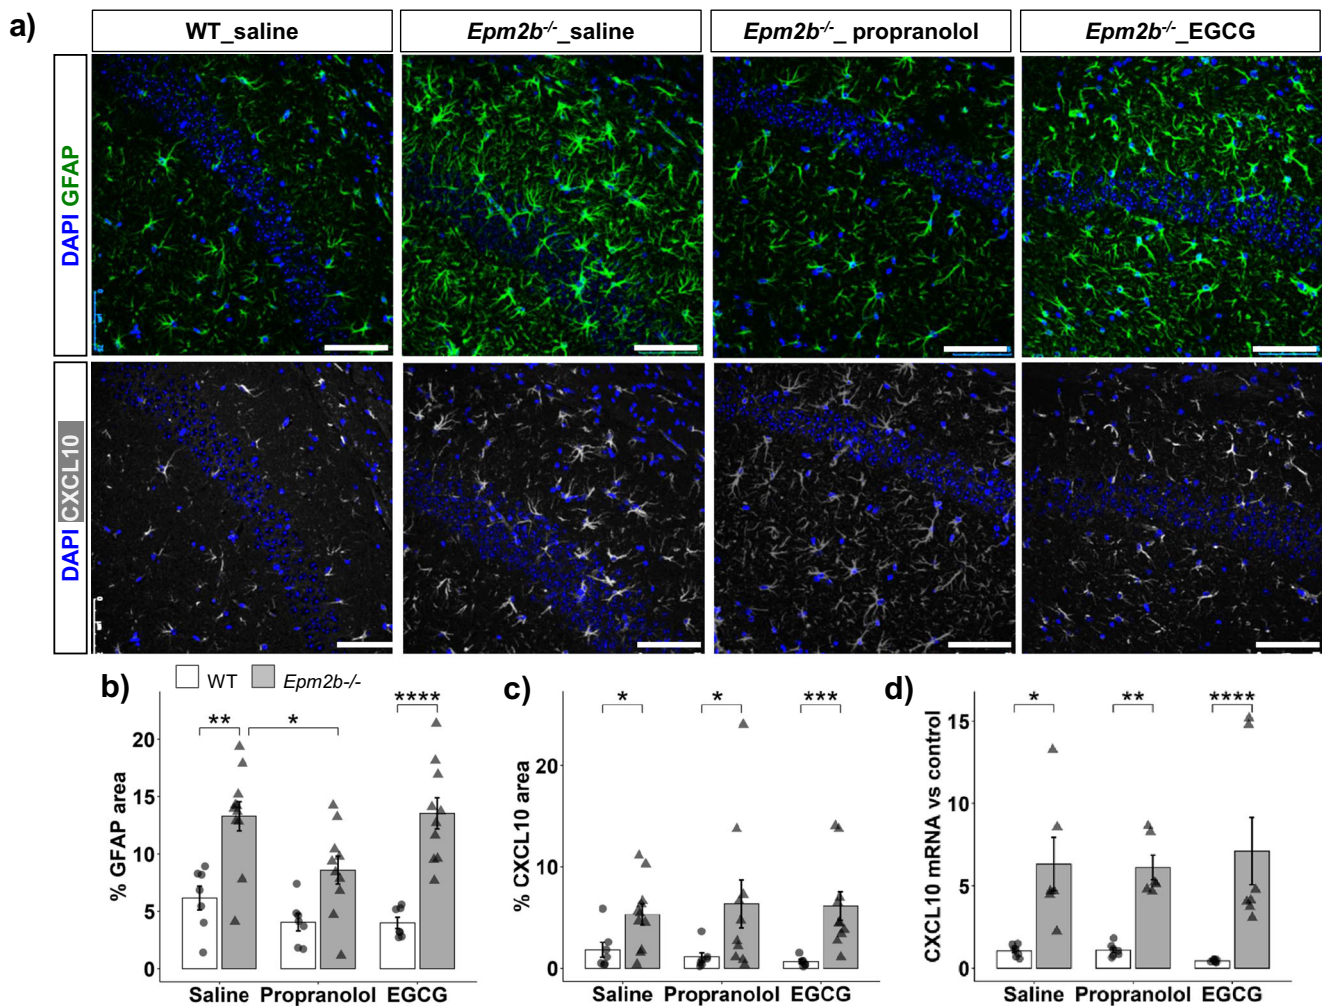 a)
WT_saline
Epm2b-/-_saline
Epm2b-/-_ propranolol
Epm2b-/-_EGCG
DAPI GFAP
DAPI CXCL10
b)
WT
Epm2b-/-
% GFAP area
20
15
10
5
0
**
*
****
Saline
Propranolol
EGCG
c)
% CXCL10 area
20
10
0
*
*
***
Saline
Propranolol
EGCG
d)
CXCL10 mRNA vs control
15
10
5
0
*
**
****
Saline
Propranolol
EGCG